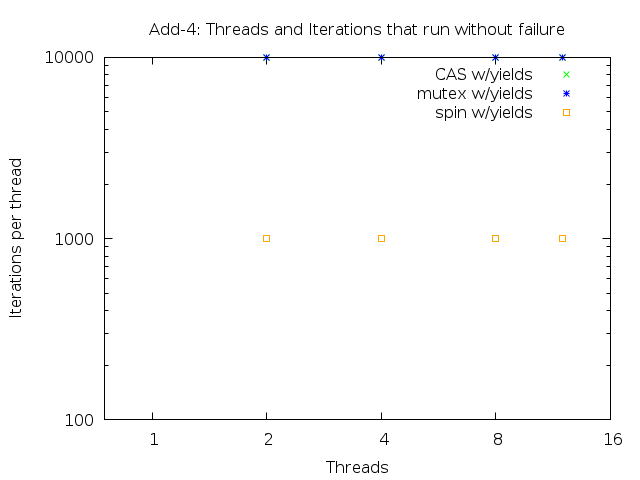 Add-4: Threads and Iterations that run without failure
10000
CAS w/yields
mutex w/yields
spin w/yields
Iterations per thread
1000
100
1 2 4 8 16
Threads